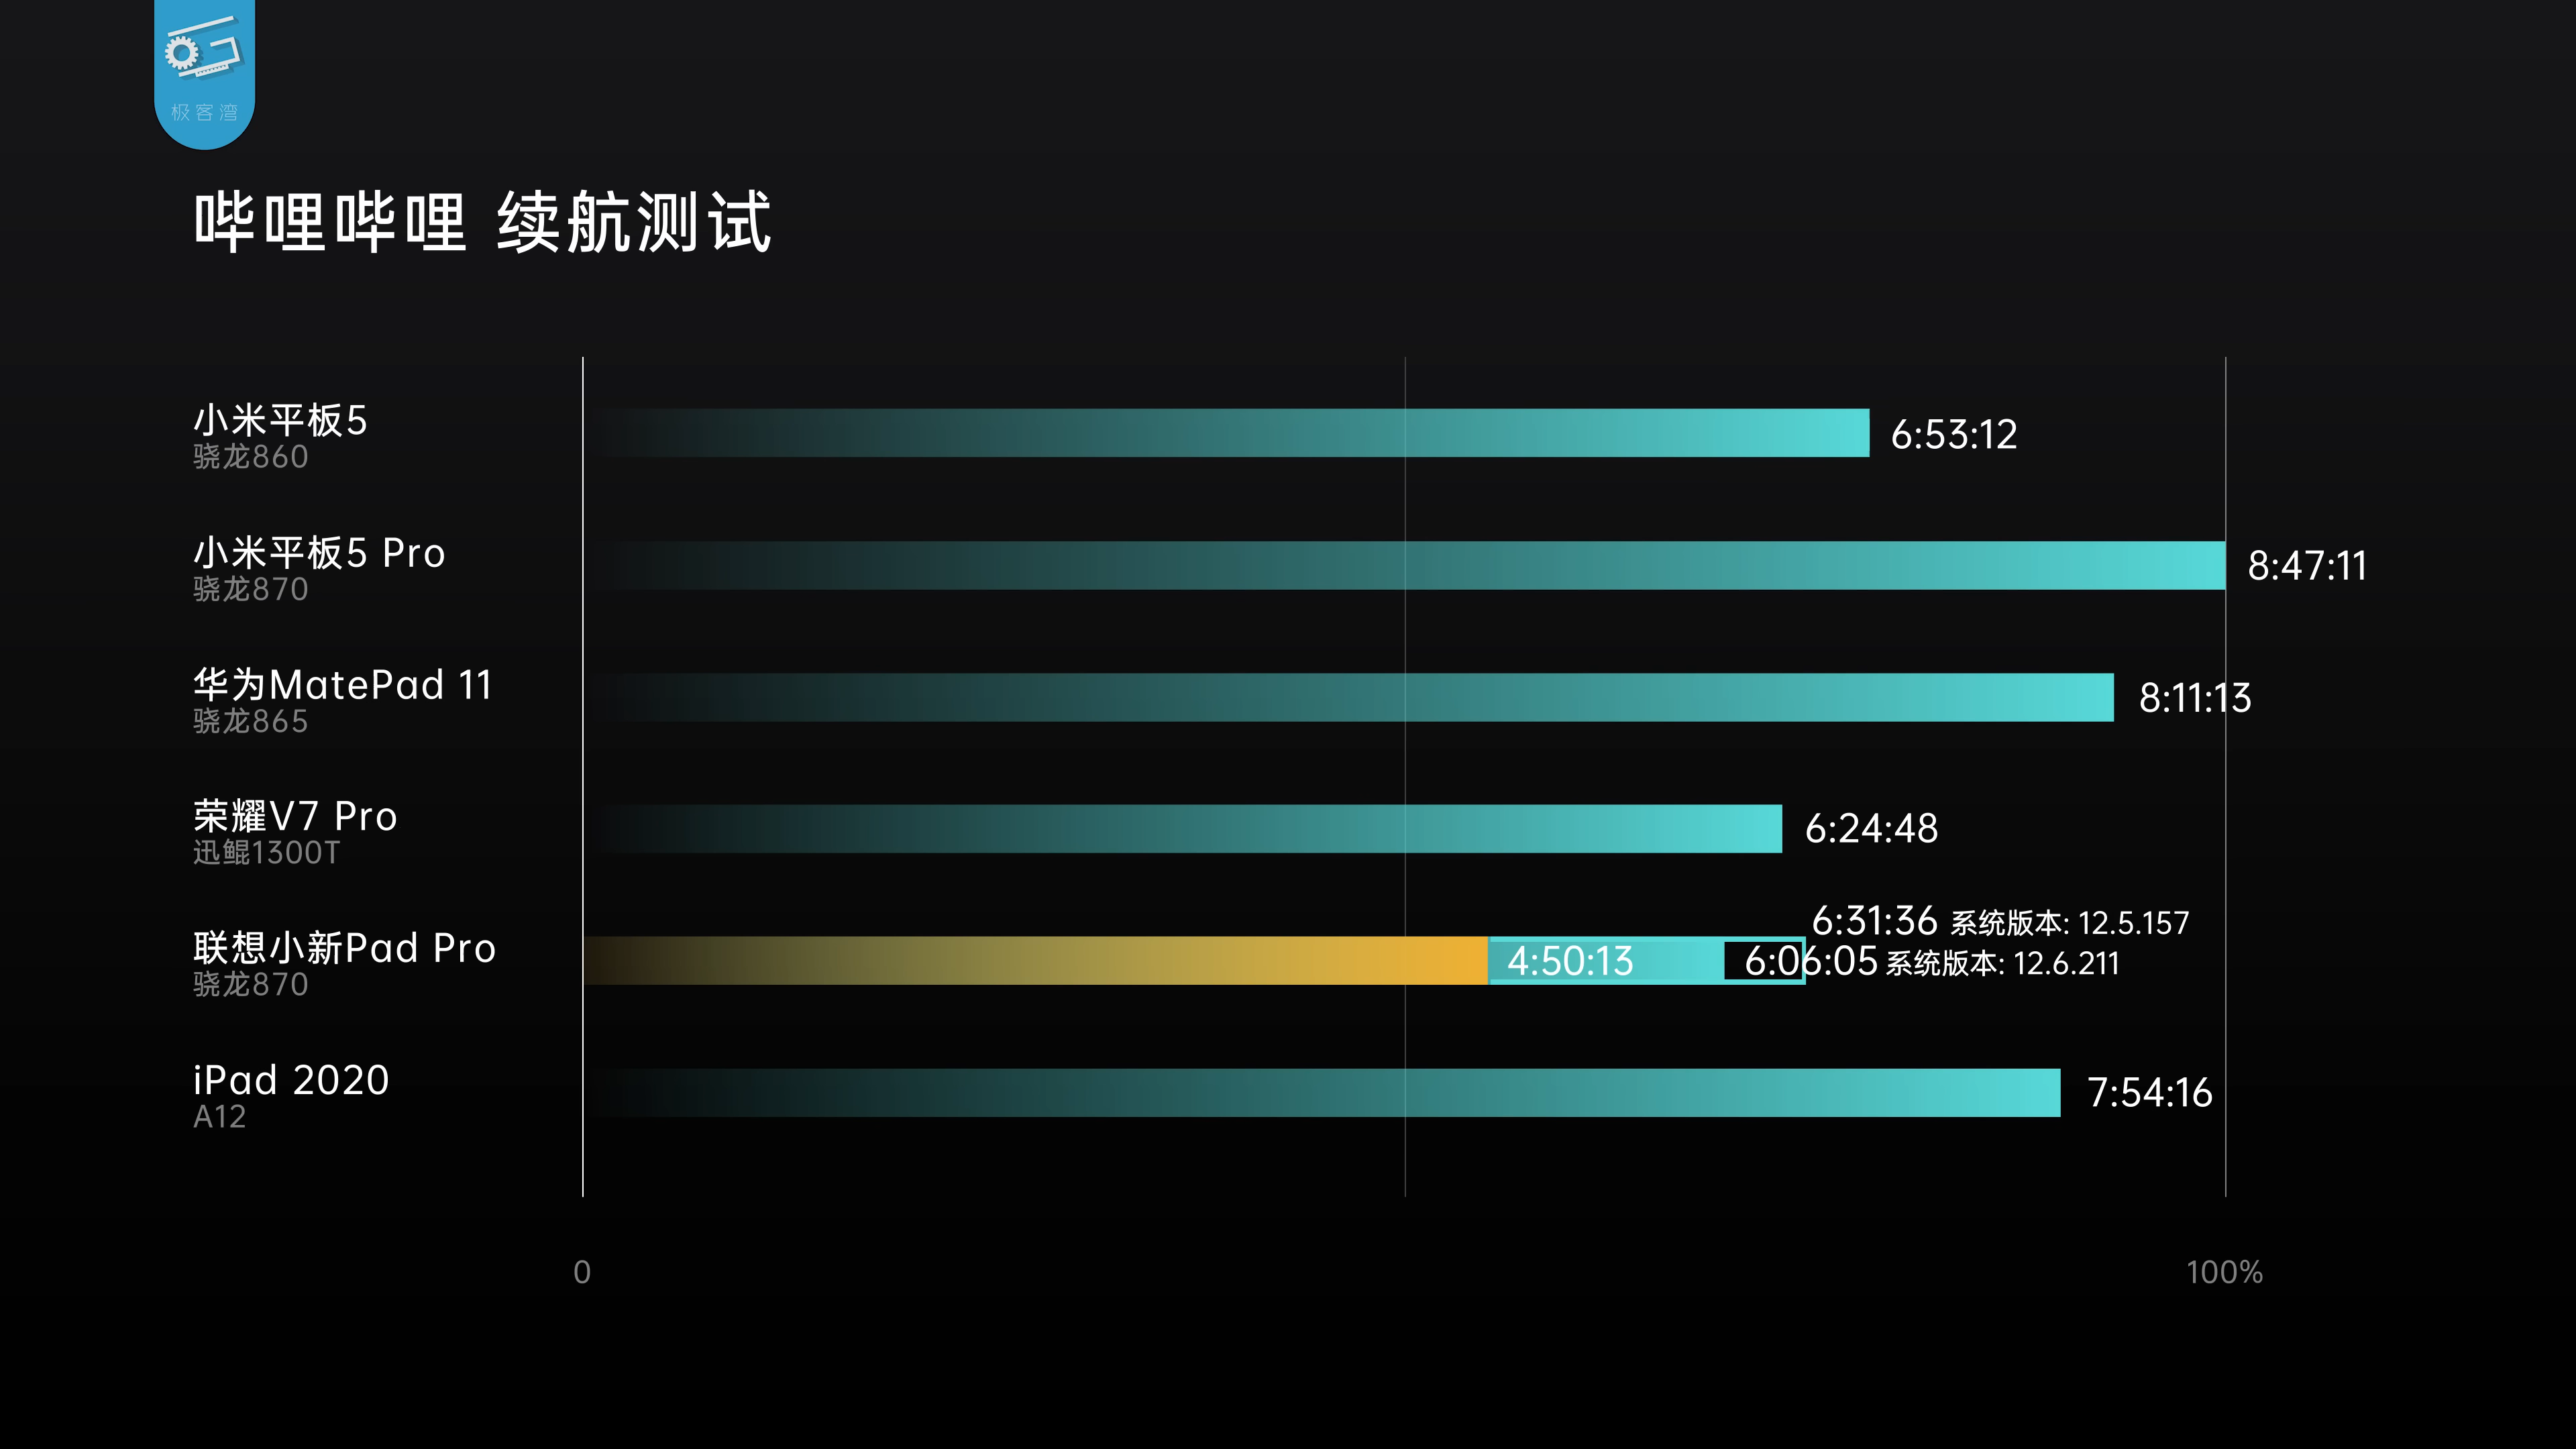 极客湾
哔哩哔哩 续航测试
小米平板5
骁龙860
6:53:12
小米平板5 Pro
骁龙870
8:47:11
华为MatePad 11
骁龙865
8:11:13
荣耀V7 Pro
迅鲲1300T
6:24:48
6:31:36 系统版本: 12.5.157
联想小新Pad Pro
骁龙870
4:50:13
6:06:05 系统版本: 12.6.211
iPad 2020
A12
7:54:16
0
100%